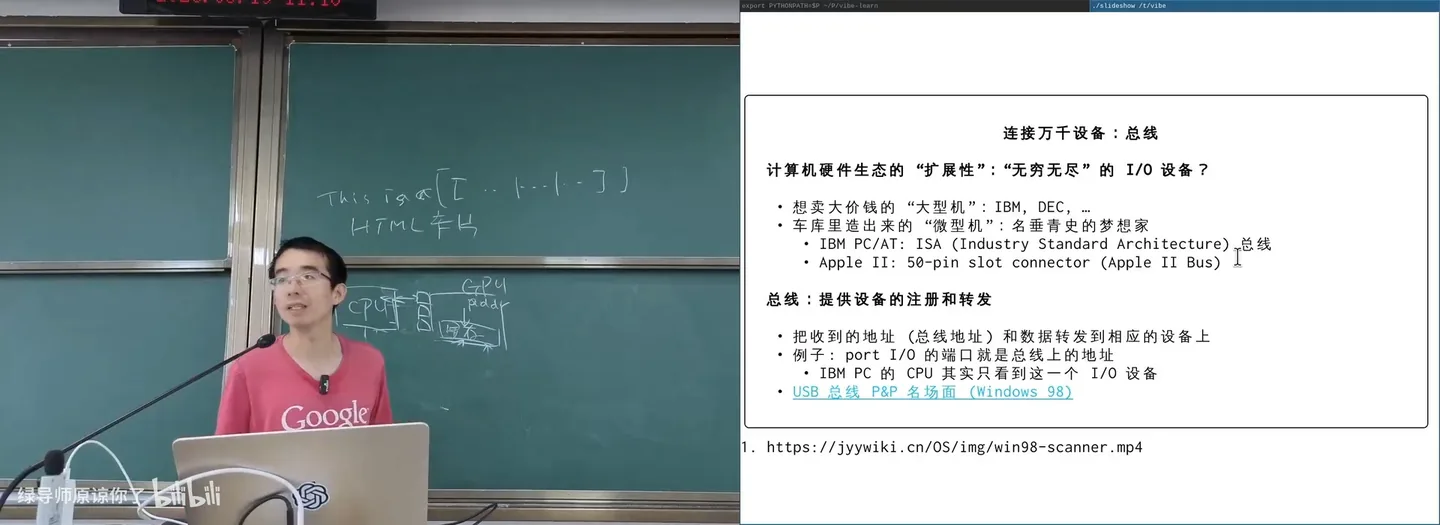 This is a [[ .. |...|.. ] ]
HTML
CPU
GPU
addr
Google
绿导师原谅你了 bilibili
export PYTHONPATH=$P ~/P/vibe-learn
./slideshow /t/vibe
连接万千设备：总线
计算机硬件生态的 “扩展性”：“无穷无尽” 的 I/O 设备？
• 想卖大价钱的 “大型机”：IBM, DEC, …
• 车库里造出来的 “微型机”：名垂青史的梦想家
• IBM PC/AT: ISA (Industry Standard Architecture) 总线
• Apple II: 50-pin slot connector (Apple II Bus)
总线：提供设备的注册和转发
• 把收到的地址 (总线地址) 和数据转发到相应的设备上
• 例子：port I/O 的端口就是总线上的地址
• IBM PC 的 CPU 其实只看到这一个 I/O 设备
• USB 总线 P&P 名场面 (Windows 98)
1. https://jyywiki.cn/OS/img/win98-scanner.mp4